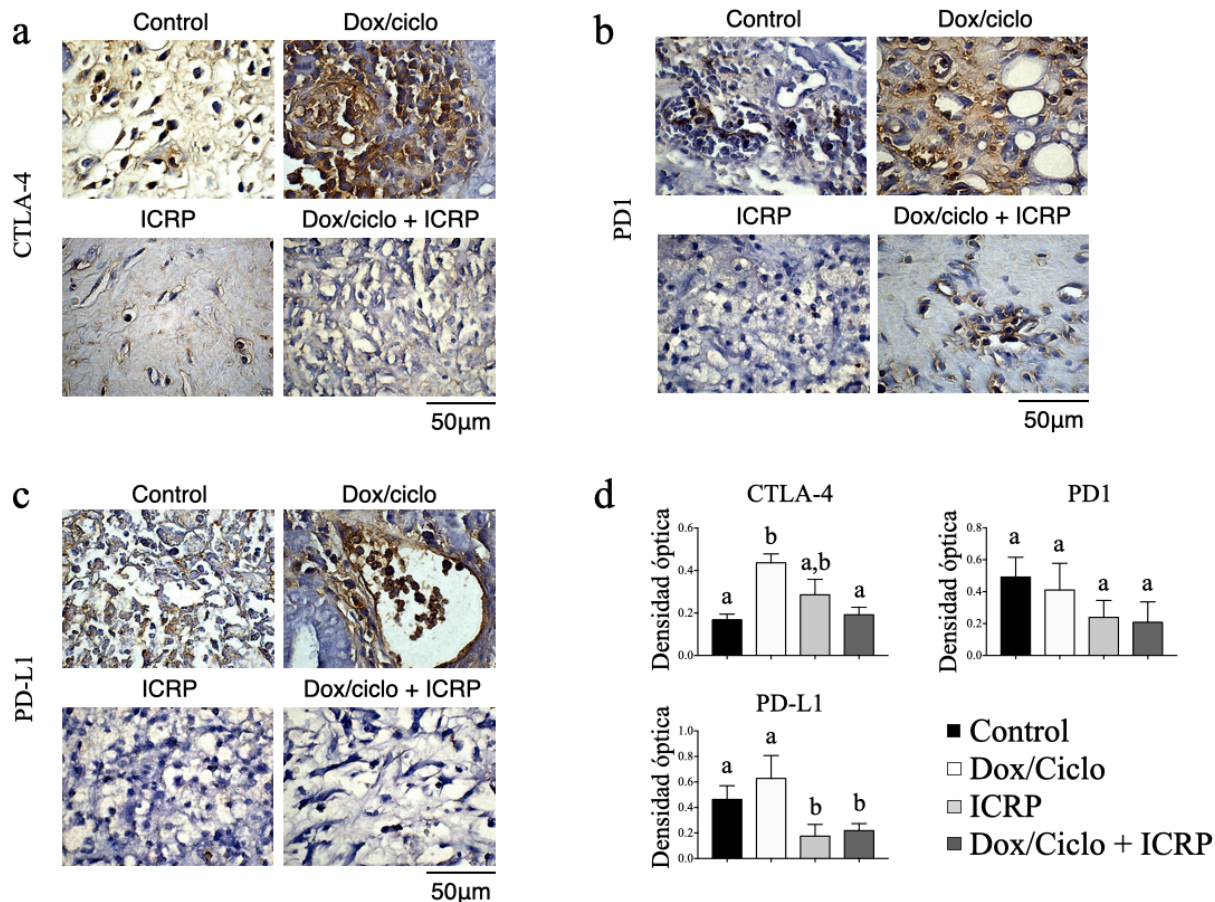 a
Control
Dox/ciclo
CTLA-4
ICRP
Dox/ciclo + ICRP
50µm
b
Control
Dox/ciclo
PD1
ICRP
Dox/ciclo + ICRP
50µm
c
Control
Dox/ciclo
PD-L1
ICRP
Dox/ciclo + ICRP
50µm
d
CTLA-4
Densidad óptica
0.6
0.4
0.2
0.0
a
b
a,b
a
PD1
Densidad óptica
0.8
0.6
0.4
0.2
0.0
a
a
a
a
PD-L1
Densidad óptica
1.0
0.8
0.6
0.4
0.2
0.0
a
a
b
b
Control
Dox/Ciclo
ICRP
Dox/Ciclo + ICRP